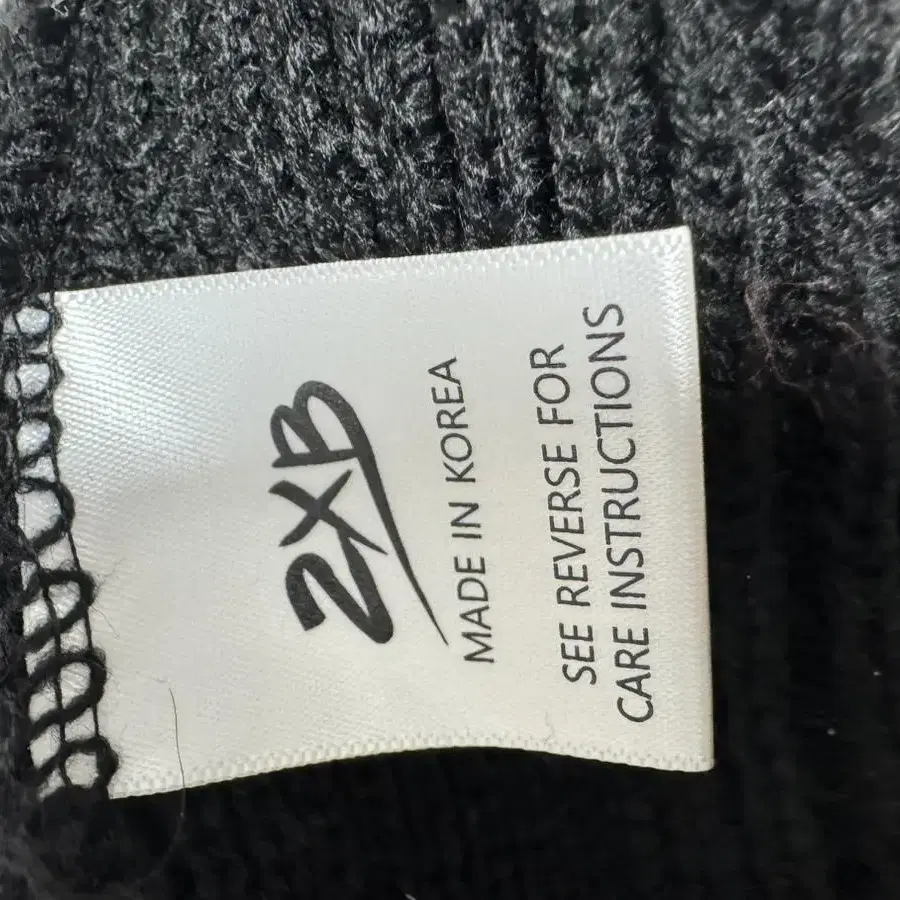 2XB
MADE IN KOREA
SEE REVERSE FOR
CARE INSTRUCTIONS